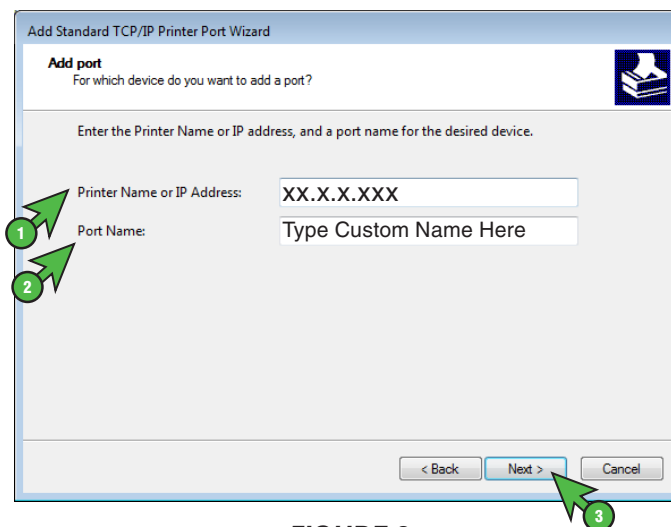 Add Standard TCP/IP Printer Port Wizard
Add port
For which device do you want to add a port?
Enter the Printer Name or IP address, and a port name for the desired device.
Printer Name or IP Address: XX.X.X.XXX
1
Port Name: Type Custom Name Here
2
< Back Next > Cancel
3